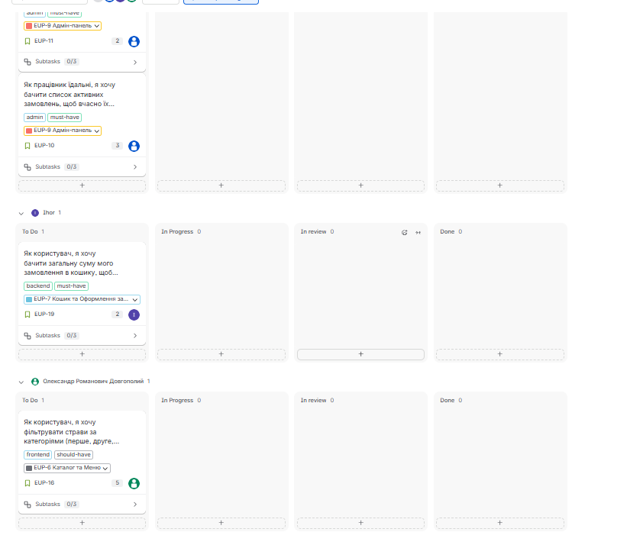 admin must-have
EUP-9 Адмін-панель
EUP-11 2
Subtasks 0/3
Як працівник їдальні, я хочу
бачити список активних
замовлень, щоб вчасно їх...
admin must-have
EUP-9 Адмін-панель
EUP-10 3
Subtasks 0/3
+ + + +
Ihor 1
To Do 1 In Progress 0 In review 0 Done 0
Як користувач, я хочу
бачити загальну суму мого
замовлення в кошику, щоб...
backend must-have
EUP-7 Кошик та Оформлення за...
EUP-19 2 I
Subtasks 0/3
+ + + +
Олександр Романович Довгополий 1
To Do 1 In Progress 0 In review 0 Done 0
Як користувач, я хочу
фільтрувати страви за
категоріями (перше, друге,...
frontend should-have
EUP-6 Каталог та Меню
EUP-16 5
Subtasks 0/3
+ + + +